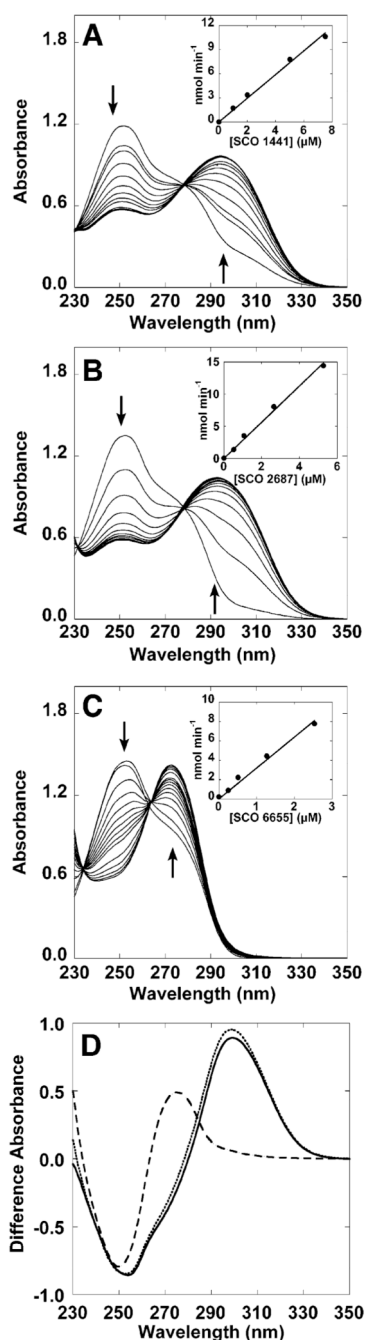 A
1.8
1.2
0.6
0.0
Absorbance
230 250 270 290 310 330 350
Wavelength (nm)
12
10
8
6
4
2
0
nmol min-1
0 2 4 6 8
[SCO 1441] (µM)
B
1.8
1.2
0.6
0.0
Absorbance
230 250 270 290 310 330 350
Wavelength (nm)
15
10
5
0
nmol min-1
0 2 4 6
[SCO 2687] (µM)
C
1.8
1.2
0.6
0.0
Absorbance
230 250 270 290 310 330 350
Wavelength (nm)
10
8
6
4
2
0
nmol min-1
0 1 2 3
[SCO 6655] (µM)
D
1.0
0.5
0.0
-0.5
-1.0
Difference Absorbance
230 250 270 290 310 330 350
Wavelength (nm)